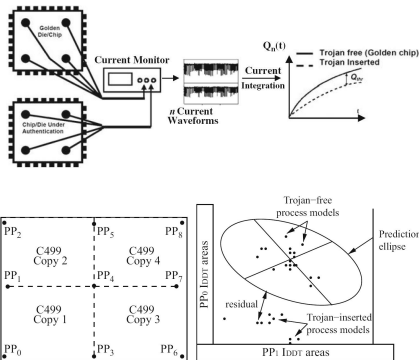 Golden
Die/Chip
Current Monitor
Chip/Die Under
Authentication
n Current
Waveforms
Current
Integration
Qn(t)
Trojan free (Golden chip)
Trojan Inserted
Qthr
t
PP2
PP5
PP8
C499
Copy 2
C499
Copy 4
PP1
PP4
PP7
C499
Copy 1
C499
Copy 3
PP0
PP3
PP6
Trojan-free
process models
Prediction
ellipse
PP0 IDDT areas
residual
Trojan-inserted
process models
PP1 IDDT areas